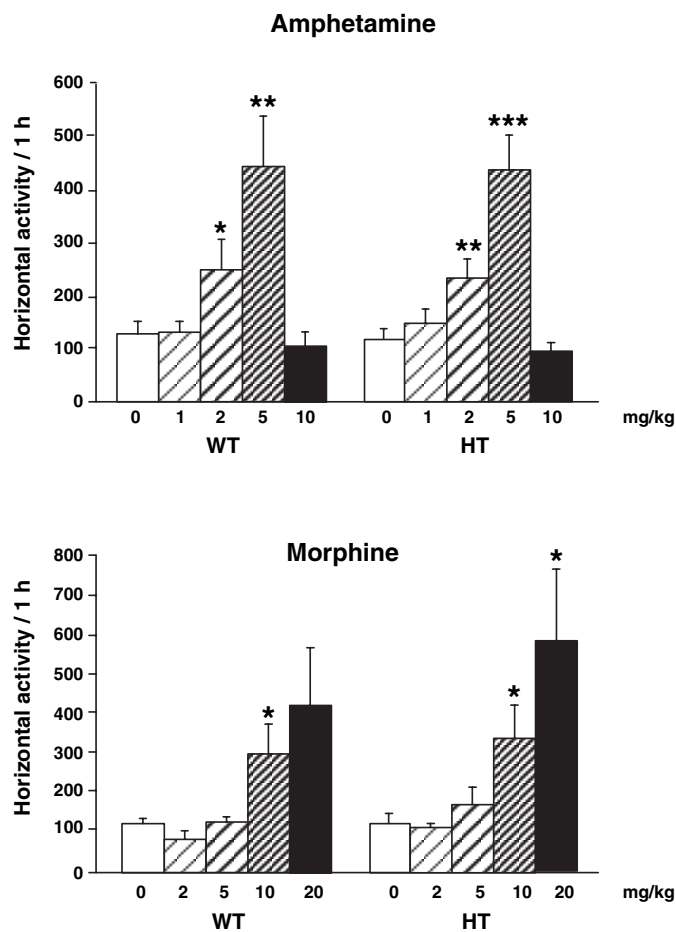 Amphetamine
Horizontal activity / 1 h
600
500
400
300
200
100
0
**
*
***
**
0 1 2 5 10 0 1 2 5 10 mg/kg
WT HT
Morphine
Horizontal activity / 1 h
800
700
600
500
400
300
200
100
0
*
*
*
0 2 5 10 20 0 2 5 10 20 mg/kg
WT HT